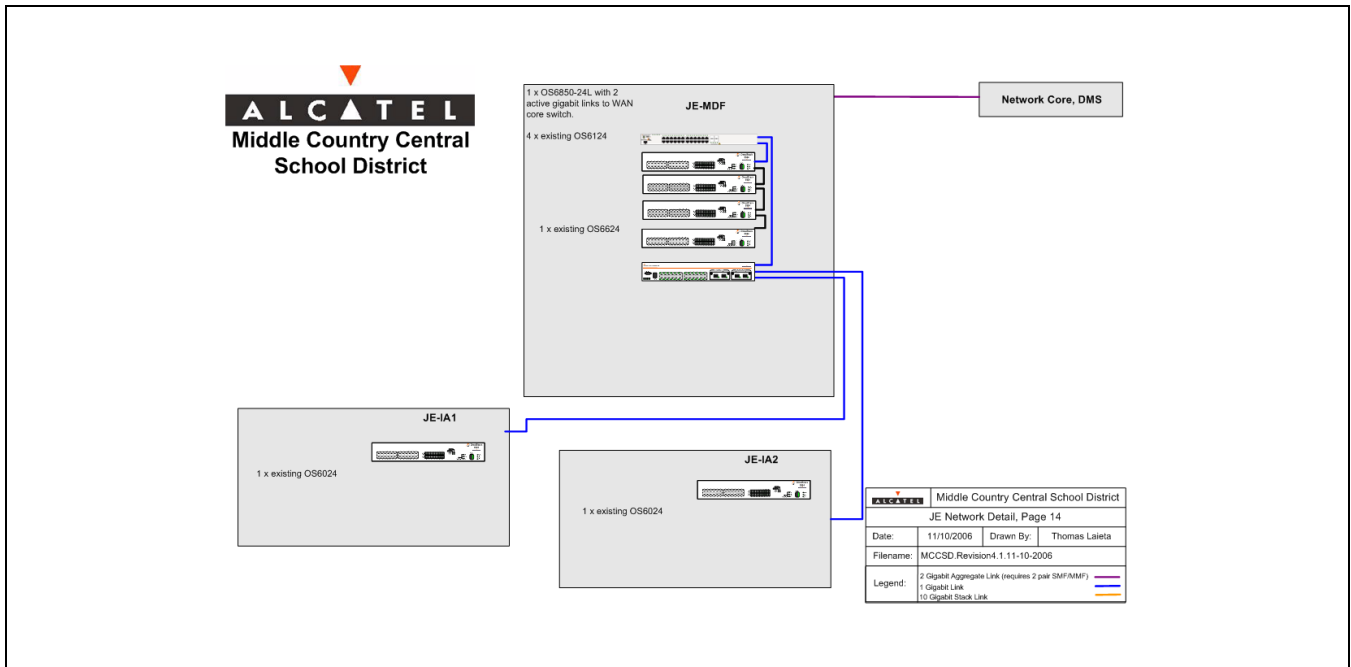 ALCATEL
Middle Country Central
School District
1 x OS6850-24L with 2
active gigabit links to WAN
core switch.
JE-MDF
4 x existing OS6124
1 x existing OS6624
Network Core, DMS
JE-IA1
1 x existing OS6024
JE-IA2
1 x existing OS6024
ALCATEL Middle Country Central School District
JE Network Detail, Page 14
Date: 11/10/2006 Drawn By: Thomas Laieta
Filename: MCCSD.Revision4.1.11-10-2006
Legend:
2 Gigabit Aggregate Link (requires 2 pair SMF/MMF)
1 Gigabit Link
10 Gigabit Stack Link